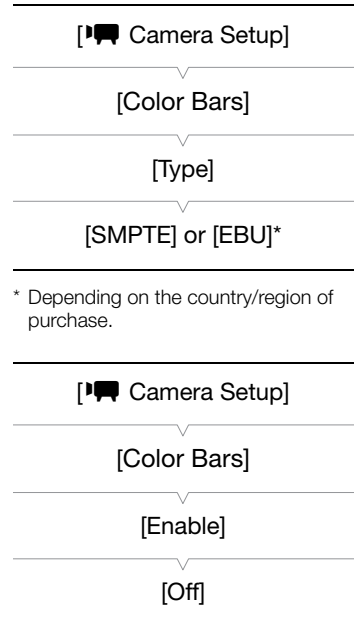 [ Camera Setup]
[Color Bars]
[Type]
[SMPTE] or [EBU]*
* Depending on the country/region of
purchase.
[ Camera Setup]
[Color Bars]
[Enable]
[Off]